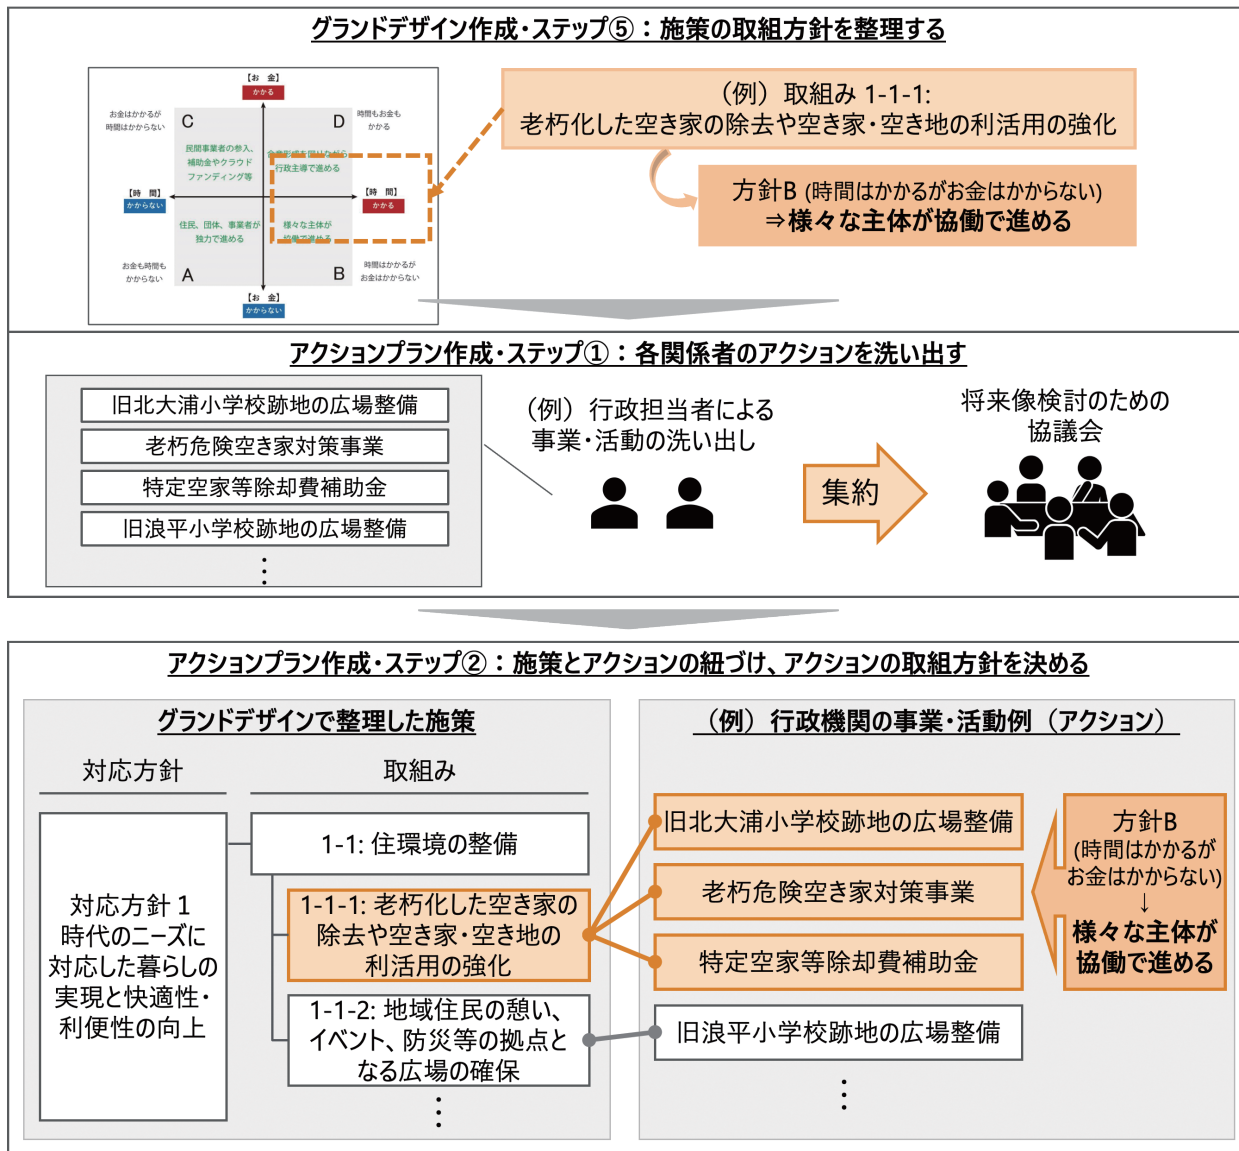 グランドデザイン作成・ステップ⑤：施策の取組方針を整理する
【お　金】
かかる
お金はかかるが
時間はかからない
C
D
時間もお金も
かかる
民間事業者の参入、
補助金やクラウド
ファンディング等
行政主導で進める
【時　間】
かからない
【時　間】
かかる
住民、団体、事業者が
独力で進める
様々な主体が
協働で進める
お金も時間も
かからない
A
B
時間はかかるが
お金はかからない
【お　金】
かからない
（例）取組み 1-1-1:
老朽化した空き家の除去や空き家・空き地の利活用の強化
方針B (時間はかかるがお金はかからない)
⇒様々な主体が協働で進める
アクションプラン作成・ステップ①：各関係者のアクションを洗い出す
旧北大浦小学校跡地の広場整備
老朽危険空き家対策事業
特定空家等除却費補助金
旧浪平小学校跡地の広場整備
⋮
（例）行政担当者による
事業・活動の洗い出し
集約
将来像検討のための
協議会
アクションプラン作成・ステップ②：施策とアクションの紐づけ、アクションの取組方針を決める
グランドデザインで整理した施策
対応方針
取組み
対応方針 1
時代のニーズに
対応した暮らしの
実現と快適性・
利便性の向上
1-1: 住環境の整備
1-1-1: 老朽化した空き家の
除去や空き家・空き地の
利活用の強化
1-1-2: 地域住民の憩い、
イベント、防災等の拠点と
なる広場の確保
⋮
（例）行政機関の事業・活動例（アクション）
旧北大浦小学校跡地の広場整備
老朽危険空き家対策事業
特定空家等除却費補助金
旧浪平小学校跡地の広場整備
⋮
方針B
(時間はかかるが
お金はかからない)
↓
様々な主体が
協働で進める